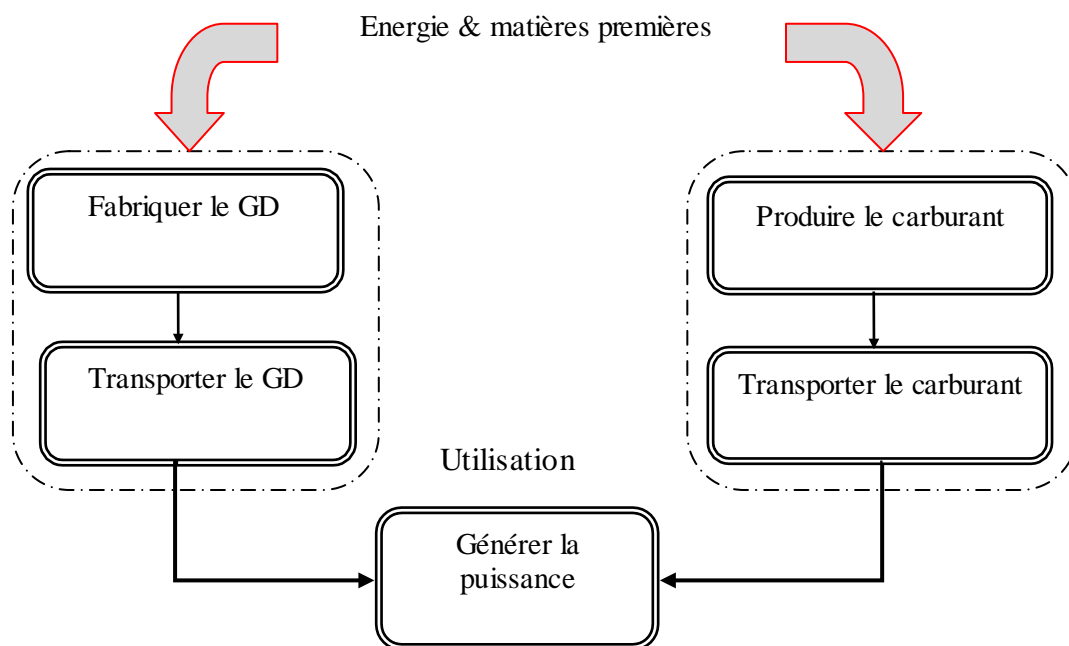 Energie & matières premières
Fabriquer le GD
Produire le carburant
Transporter le GD
Transporter le carburant
Utilisation
Générer la
puissance